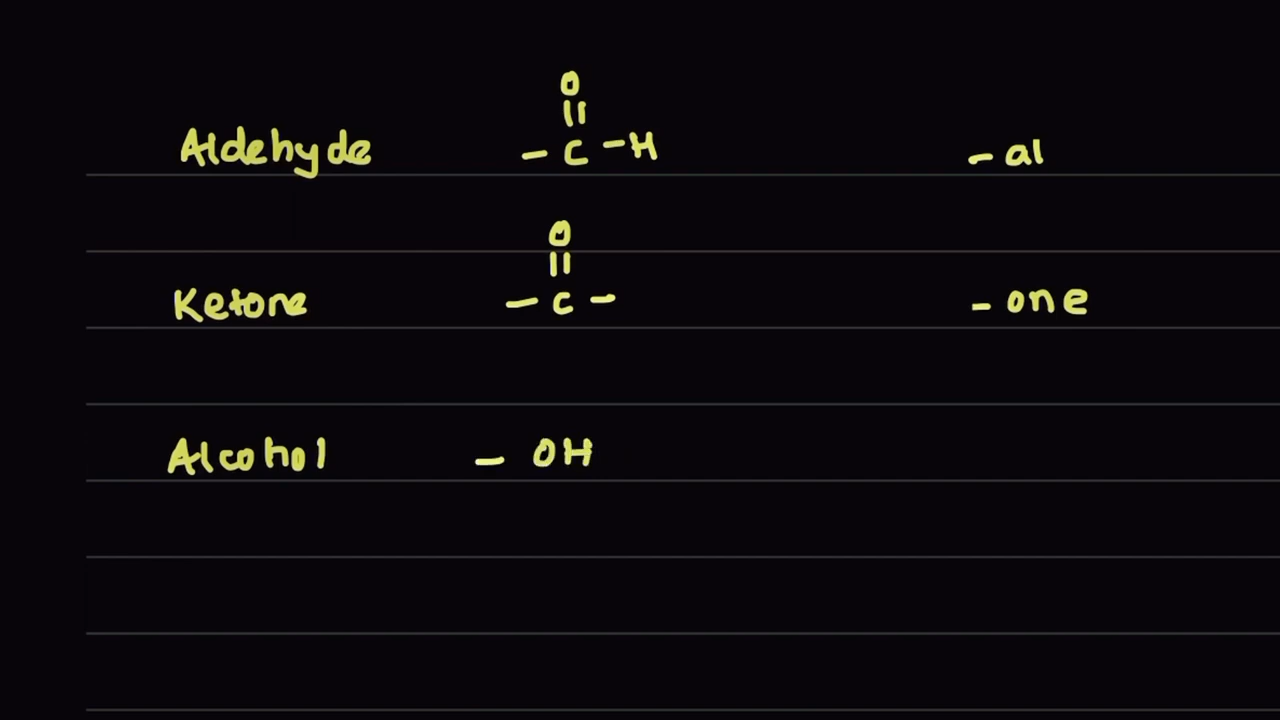 O
||
Aldehyde - C - H - al
O
||
Ketone - C - - one
Alcohol - OH